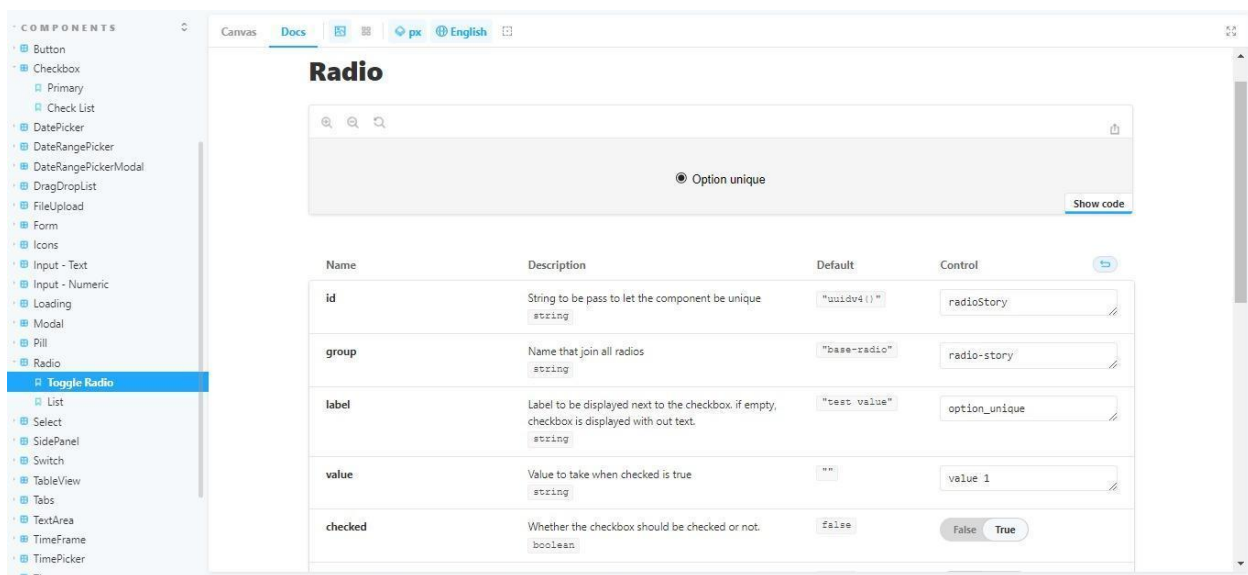 COMPONENTS
Button
Checkbox
Primary
Check List
DatePicker
DateRangePicker
DateRangePickerModal
DragDropList
FileUpload
Form
Icons
Input - Text
Input - Numeric
Loading
Modal
Pill
Radio
Toggle Radio
List
Select
SidePanel
Switch
TableView
Tabs
TextArea
TimeFrame
TimePicker
Canvas Docs px English
Radio
Option unique
Show code
Name Description Default Control
id String to be pass to let the component be unique "uuidv4()" radioStory
string
group Name that join all radios "base-radio" radio-story
string
label Label to be displayed next to the checkbox. if empty, "test value" option_unique
checkbox is displayed with out text.
string
value Value to take when checked is true "" value 1
string
checked Whether the checkbox should be checked or not. false False True
boolean